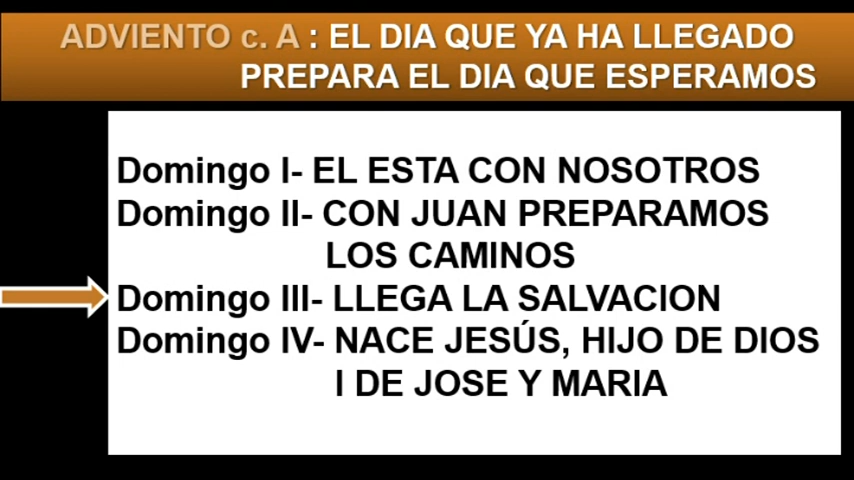 ADVIENTO c. A : EL DIA QUE YA HA LLEGADO
PREPARA EL DIA QUE ESPERAMOS
Domingo I- EL ESTA CON NOSOTROS
Domingo II- CON JUAN PREPARAMOS
LOS CAMINOS
Domingo III- LLEGA LA SALVACION
Domingo IV- NACE JESÚS, HIJO DE DIOS
I DE JOSE Y MARIA